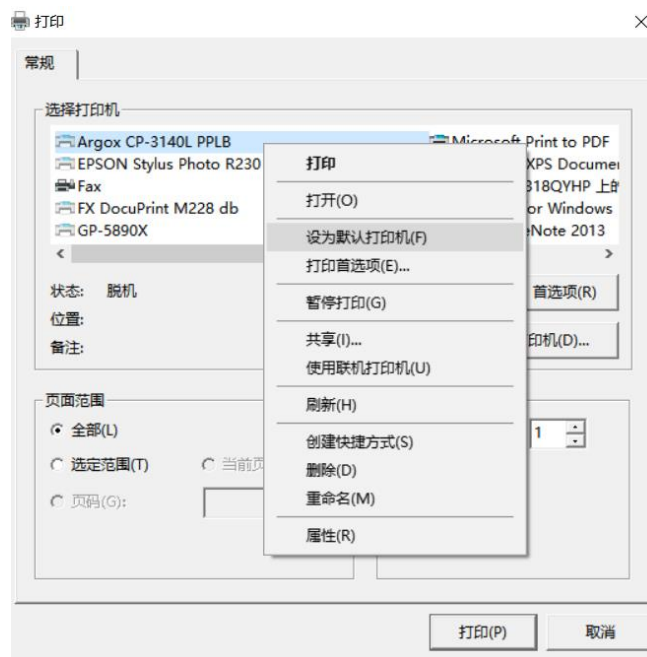 打印
常规
选择打印机
Argox CP-3140L PPLB
Microsoft Print to PDF
EPSON Stylus Photo R230
XPS Documer
Fax
318QYHP 上的
FX DocuPrint M228 db
or Windows
GP-5890X
eNote 2013
状态: 脱机
首选项(R)
位置:
备注:
印机(D)...
打印
打开(O)
设为默认打印机(F)
打印首选项(E)...
暂停打印(G)
共享(I)...
使用联机打印机(U)
刷新(H)
创建快捷方式(S)
删除(D)
重命名(M)
属性(R)
页面范围
全部(L)
1
选定范围(T)
当前页
页码(G):
打印(P)
取消